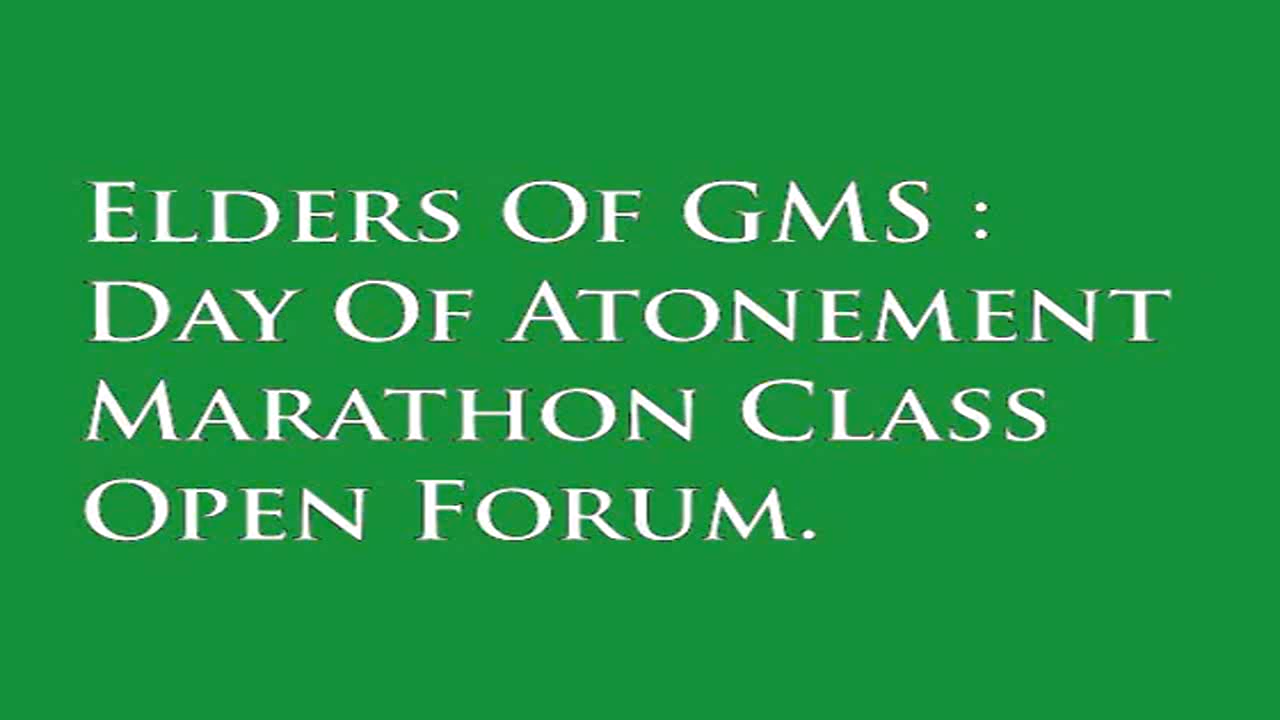 Elders Of GMS :
Day Of Atonement
Marathon Class
Open Forum.